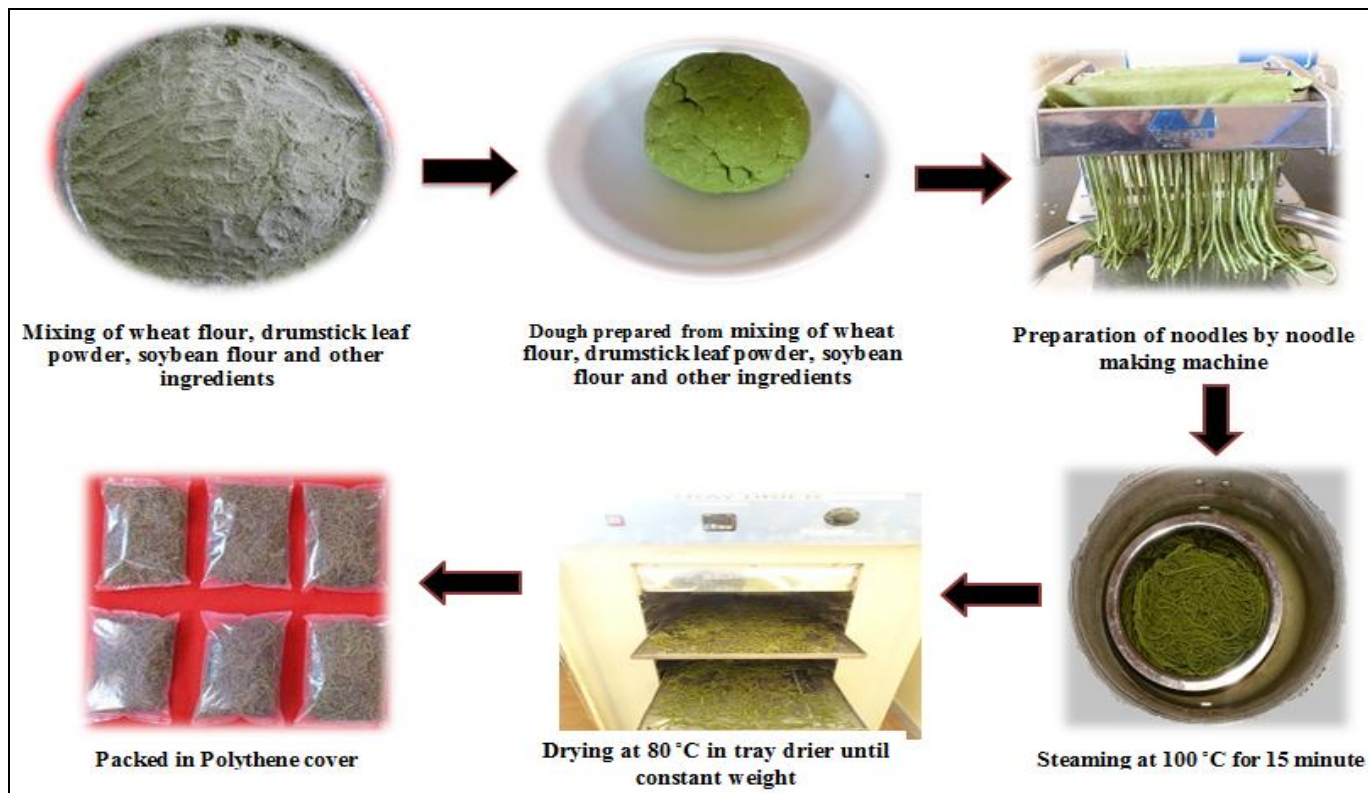 Mixing of wheat flour, drumstick leaf
powder, soybean flour and other
ingredients
Dough prepared from mixing of wheat
flour, drumstick leaf powder, soybean
flour and other ingredients
Preparation of noodles by noodle
making machine
TRAY DRIER
Packed in Polythene cover
Drying at 80 °C in tray drier until
constant weight
Steaming at 100 °C for 15 minute